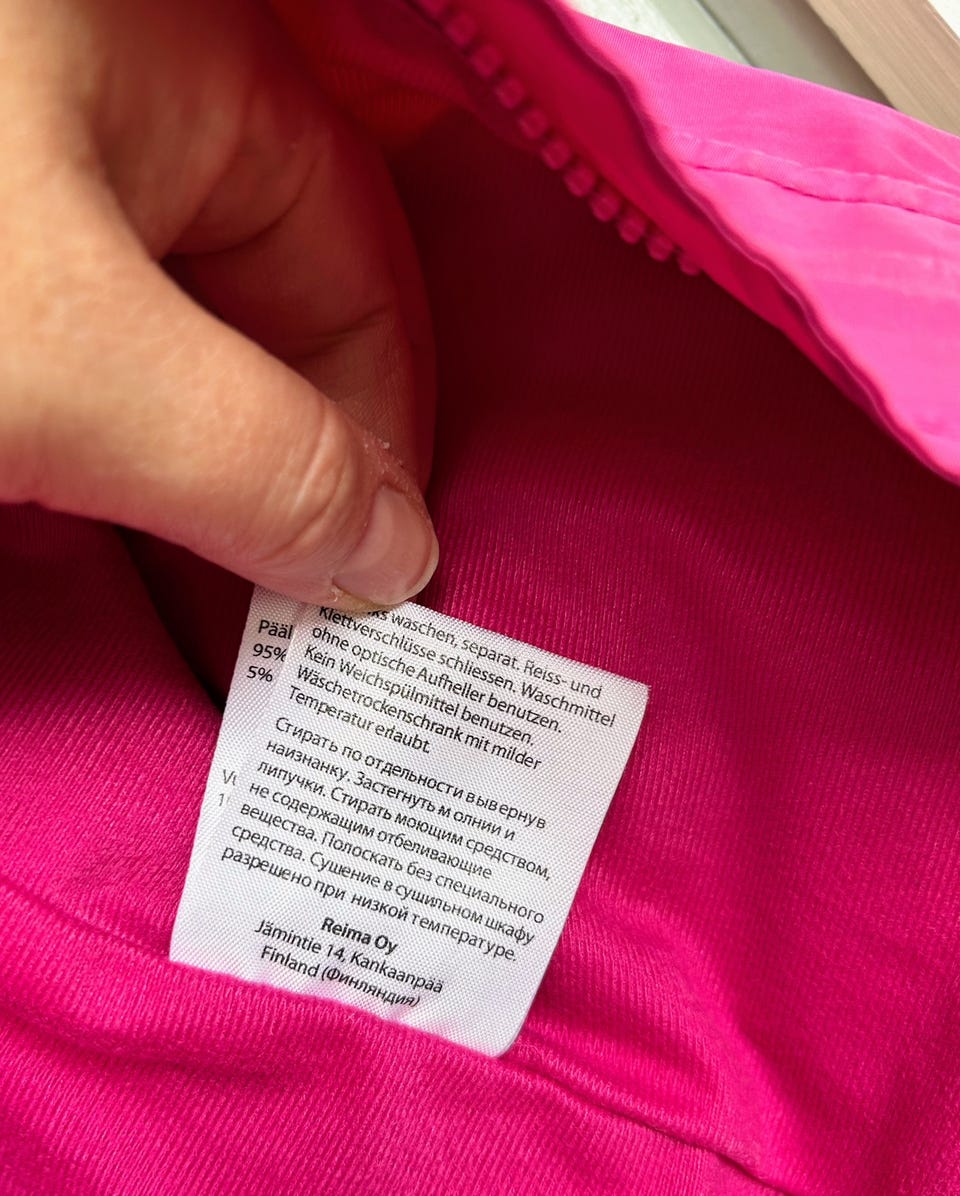 Pääl
95%
5%
waschen, separat. Reiss- und
Klettverschlüsse schliessen. Waschmittel
ohne optische Aufheller benutzen.
Kein Weichspülmittel benutzen,
Wäschetrockenschrank mit milder
Temperatur erlaubt.
Стирать по отдельности вывернув
наизнанку. Застегнуть молнии и
липучки. Стирать моющим средством,
не содержащим отбеливающие
вещества. Полоскать без специального
средства. Сушение в сушильном шкафу
разрешено при низкой температуре.
Reima Oy
Jämintie 14, Kankaanpää
Finland (Финляндия)